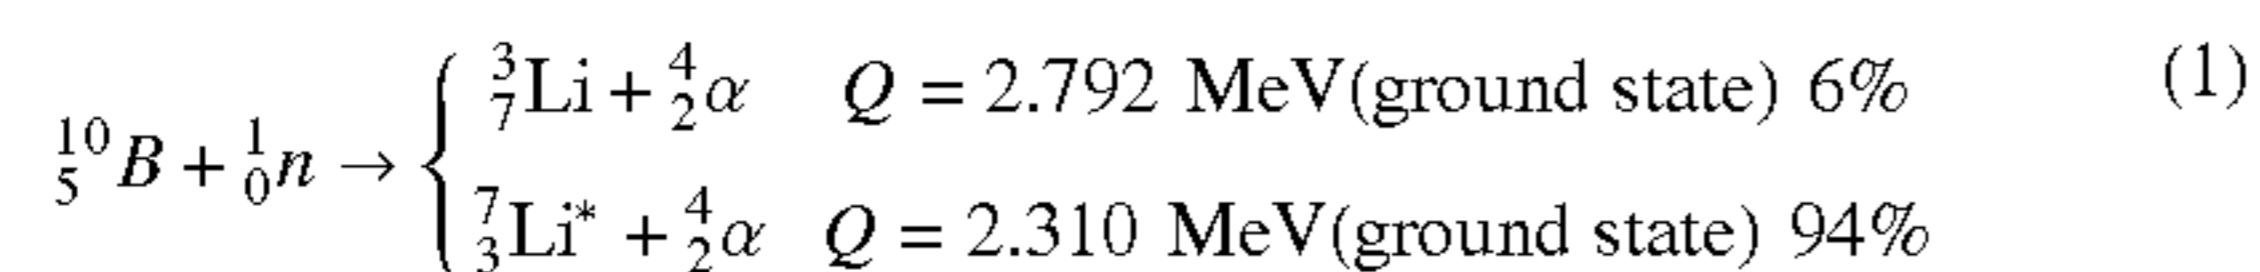 ³₇Li + ⁴₂α Q = 2.792 MeV(ground state) 6% (1)
¹⁰₅B + ¹₀n → {
⁷₃Li* + ⁴₂α Q = 2.310 MeV(ground state) 94%